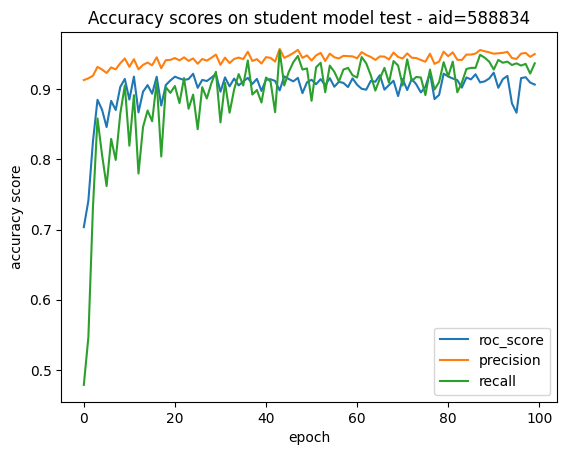 Accuracy scores on student model test - aid=588834
accuracy score
0.9
0.8
0.7
0.6
0.5
0
20
40
60
80
100
epoch
roc_score
precision
recall